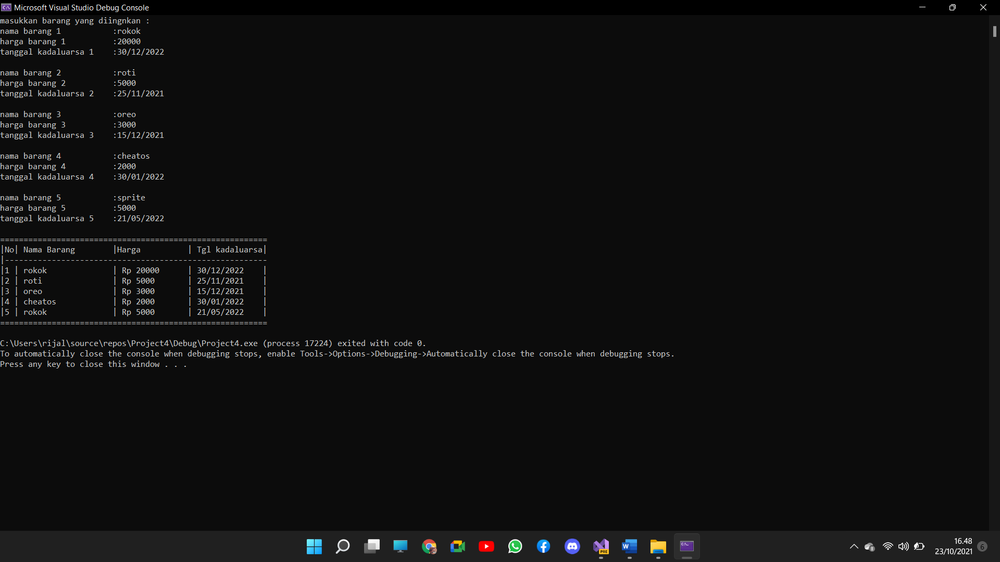 Microsoft Visual Studio Debug Console
masukkan barang yang diingnkan :
nama barang 1 :rokok
harga barang 1 :20000
tanggal kadaluarsa 1 :30/12/2022
nama barang 2 :roti
harga barang 2 :5000
tanggal kadaluarsa 2 :25/11/2021
nama barang 3 :oreo
harga barang 3 :3000
tanggal kadaluarsa 3 :15/12/2021
nama barang 4 :cheatos
harga barang 4 :2000
tanggal kadaluarsa 4 :30/01/2022
nama barang 5 :sprite
harga barang 5 :5000
tanggal kadaluarsa 5 :21/05/2022
=========================================================
|No| Nama Barang |Harga | Tgl kadaluarsa|
|--------------------------------------------------------
|1 | rokok | Rp 20000 | 30/12/2022 |
|2 | roti | Rp 5000 | 25/11/2021 |
|3 | oreo | Rp 3000 | 15/12/2021 |
|4 | cheatos | Rp 2000 | 30/01/2022 |
|5 | rokok | Rp 5000 | 21/05/2022 |
=========================================================
C:\Users\rijal\source\repos\Project4\Debug\Project4.exe (process 17224) exited with code 0.
To automatically close the console when debugging stops, enable Tools->Options->Debugging->Automatically close the console when debugging stops.
Press any key to close this window . . .
PRE
W
16.48
23/10/2021
6